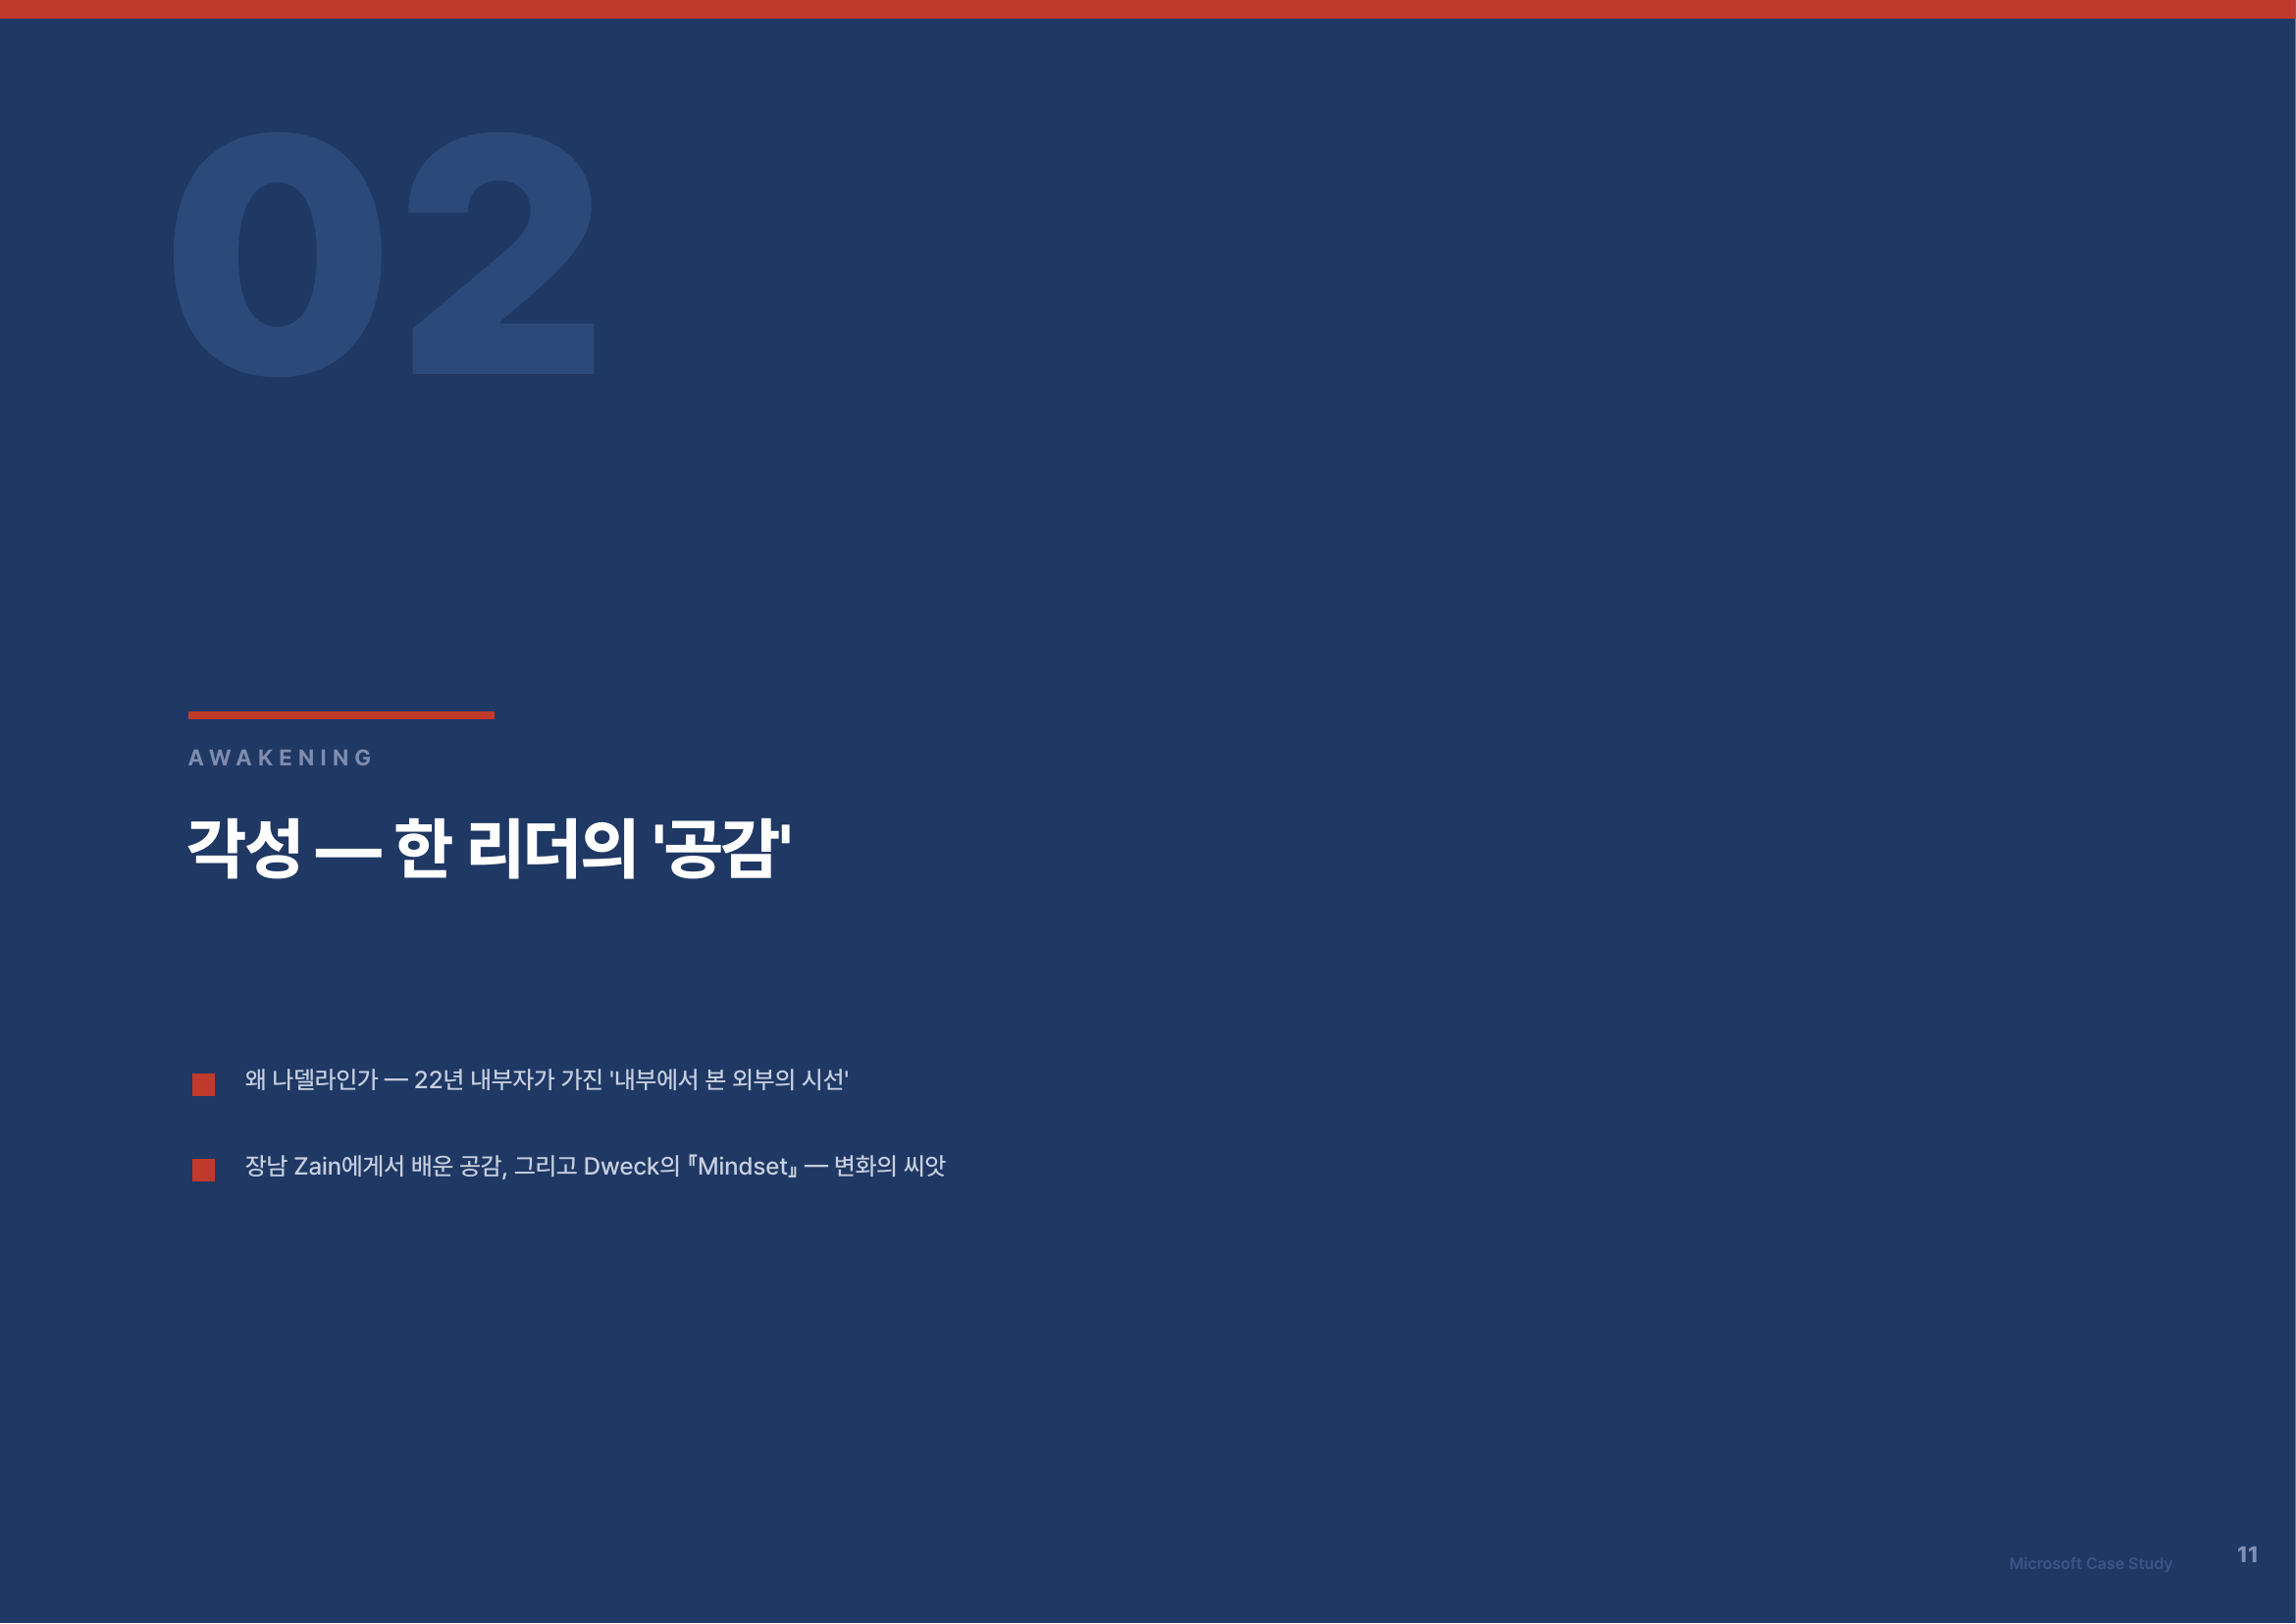 02
AWAKENING
각성 — 한 리더의 '공감'
왜 나델라인가 — 22년 내부자가 가진 '내부에서 본 외부의 시선'
장남 Zain에게서 배운 공감, 그리고 Dweck의 『Mindset』 — 변화의 씨앗
Microsoft Case Study
11